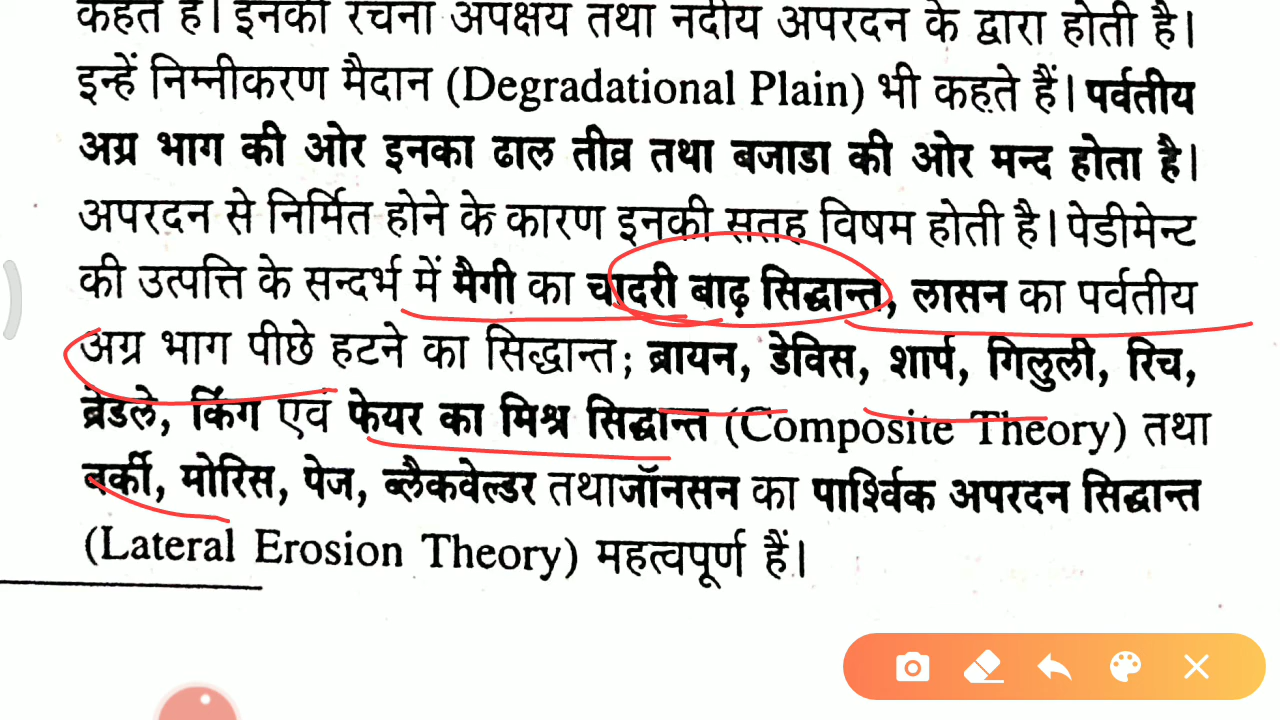 कहते हैं। इनकी रचना अपक्षय तथा नदीय अपरदन के द्वारा होती है।
इन्हें निम्नीकरण मैदान (Degradational Plain) भी कहते हैं। पर्वतीय
अग्र भाग की ओर इनका ढाल तीव्र तथा बजाडा की ओर मन्द होता है।
अपरदन से निर्मित होने के कारण इनकी सतह विषम होती है। पेडीमेन्ट
की उत्पत्ति के सन्दर्भ में मैगी का चादरी बाढ़ सिद्धान्त, लासन का पर्वतीय
अग्र भाग पीछे हटने का सिद्धान्त; ब्रायन, डेविस, शार्प, गिलुली, रिच,
ब्रेडले, किंग एवं फेयर का मिश्र सिद्धान्त (Composite Theory) तथा
बर्की, मोरिस, पेज, ब्लैकवेल्डर तथाजॉनसन का पार्श्विक अपरदन सिद्धान्त
(Lateral Erosion Theory) महत्वपूर्ण हैं।